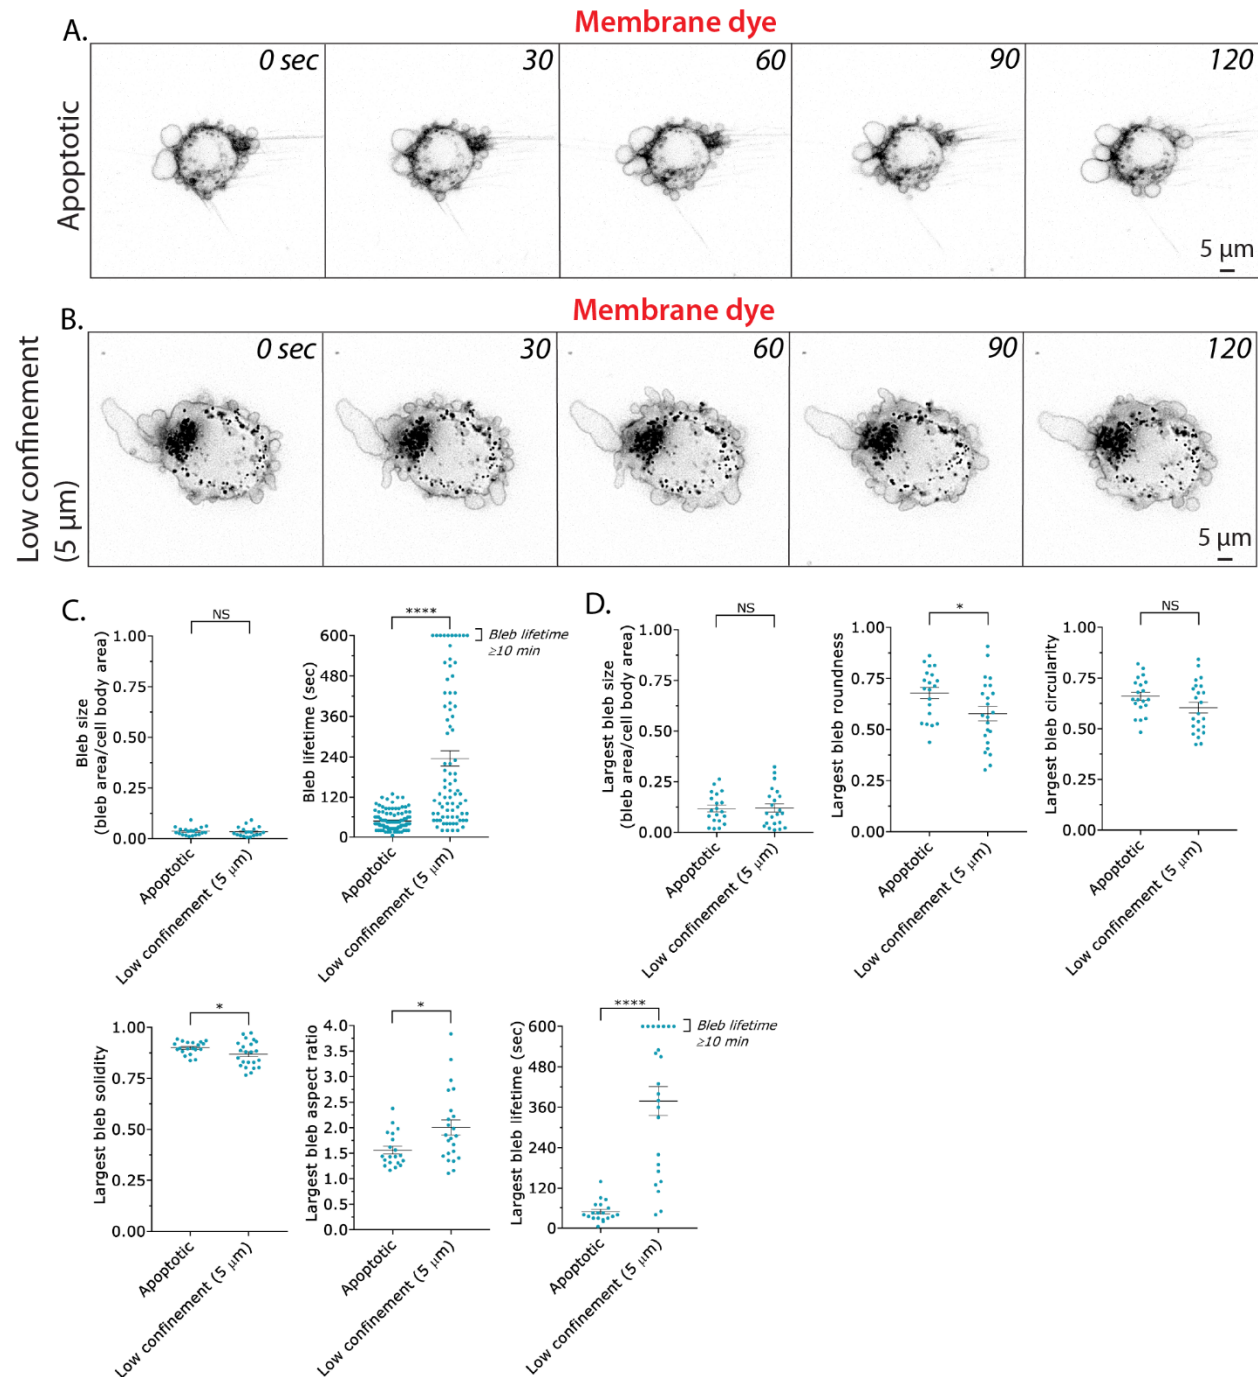 A.
Membrane dye
Apoptotic
0 sec 30 60 90 120
5 µm
B.
Membrane dye
Low confinement
(5 µm)
0 sec 30 60 90 120
5 µm
C.
NS
Bleb size
(bleb area/cell body area)
1.00
0.75
0.50
0.25
0.00
Apoptotic
Low confinement (5 µm)
****
Bleb lifetime
≥10 min
Bleb lifetime (sec)
600
480
360
240
120
0
Apoptotic
Low confinement (5 µm)
D.
NS
Largest bleb size
(bleb area/cell body area)
1.00
0.75
0.50
0.25
0.00
Apoptotic
Low confinement (5 µm)
*
Largest bleb roundness
1.00
0.75
0.50
0.25
0.00
Apoptotic
Low confinement (5 µm)
NS
Largest bleb circularity
1.00
0.75
0.50
0.25
0.00
Apoptotic
Low confinement (5 µm)
*
Largest bleb solidity
1.00
0.75
0.50
0.25
0.00
Apoptotic
Low confinement (5 µm)
*
Largest bleb aspect ratio
4.0
3.5
3.0
2.5
2.0
1.5
1.0
0.5
0.0
Apoptotic
Low confinement (5 µm)
****
Bleb lifetime
≥10 min
Largest bleb lifetime (sec)
600
480
360
240
120
0
Apoptotic
Low confinement (5 µm)